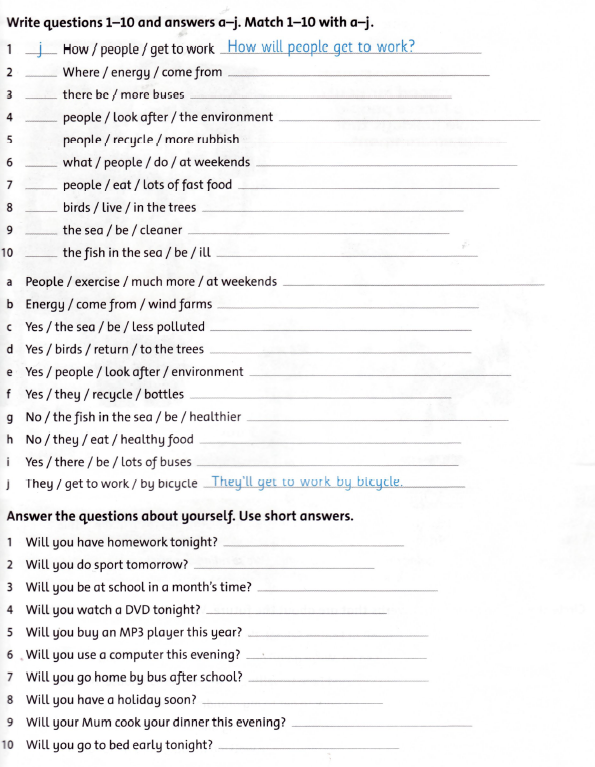 Write questions 1–10 and answers a–j. Match 1–10 with a–j.
1 j How / people / get to work How will people get to work?
2 ____ Where / energy / come from
3 ____ there be / more buses
4 ____ people / look after / the environment
5 people / recycle / more rubbish
6 ____ what / people / do / at weekends
7 ____ people / eat / lots of fast food
8 ____ birds / live / in the trees
9 ____ the sea / be / cleaner
10 ____ the fish in the sea / be / ill
a People / exercise / much more / at weekends
b Energy / come from / wind farms
c Yes / the sea / be / less polluted
d Yes / birds / return / to the trees
e Yes / people / look after / environment
f Yes / they / recycle / bottles
g No / the fish in the sea / be / healthier
h No / they / eat / healthy food
i Yes / there / be / lots of buses
j They / get to work / by bicycle They'll get to work by bicycle.
Answer the questions about yourself. Use short answers.
1 Will you have homework tonight?
2 Will you do sport tomorrow?
3 Will you be at school in a month's time?
4 Will you watch a DVD tonight?
5 Will you buy an MP3 player this year?
6 Will you use a computer this evening?
7 Will you go home by bus after school?
8 Will you have a holiday soon?
9 Will your Mum cook your dinner this evening?
10 Will you go to bed early tonight?